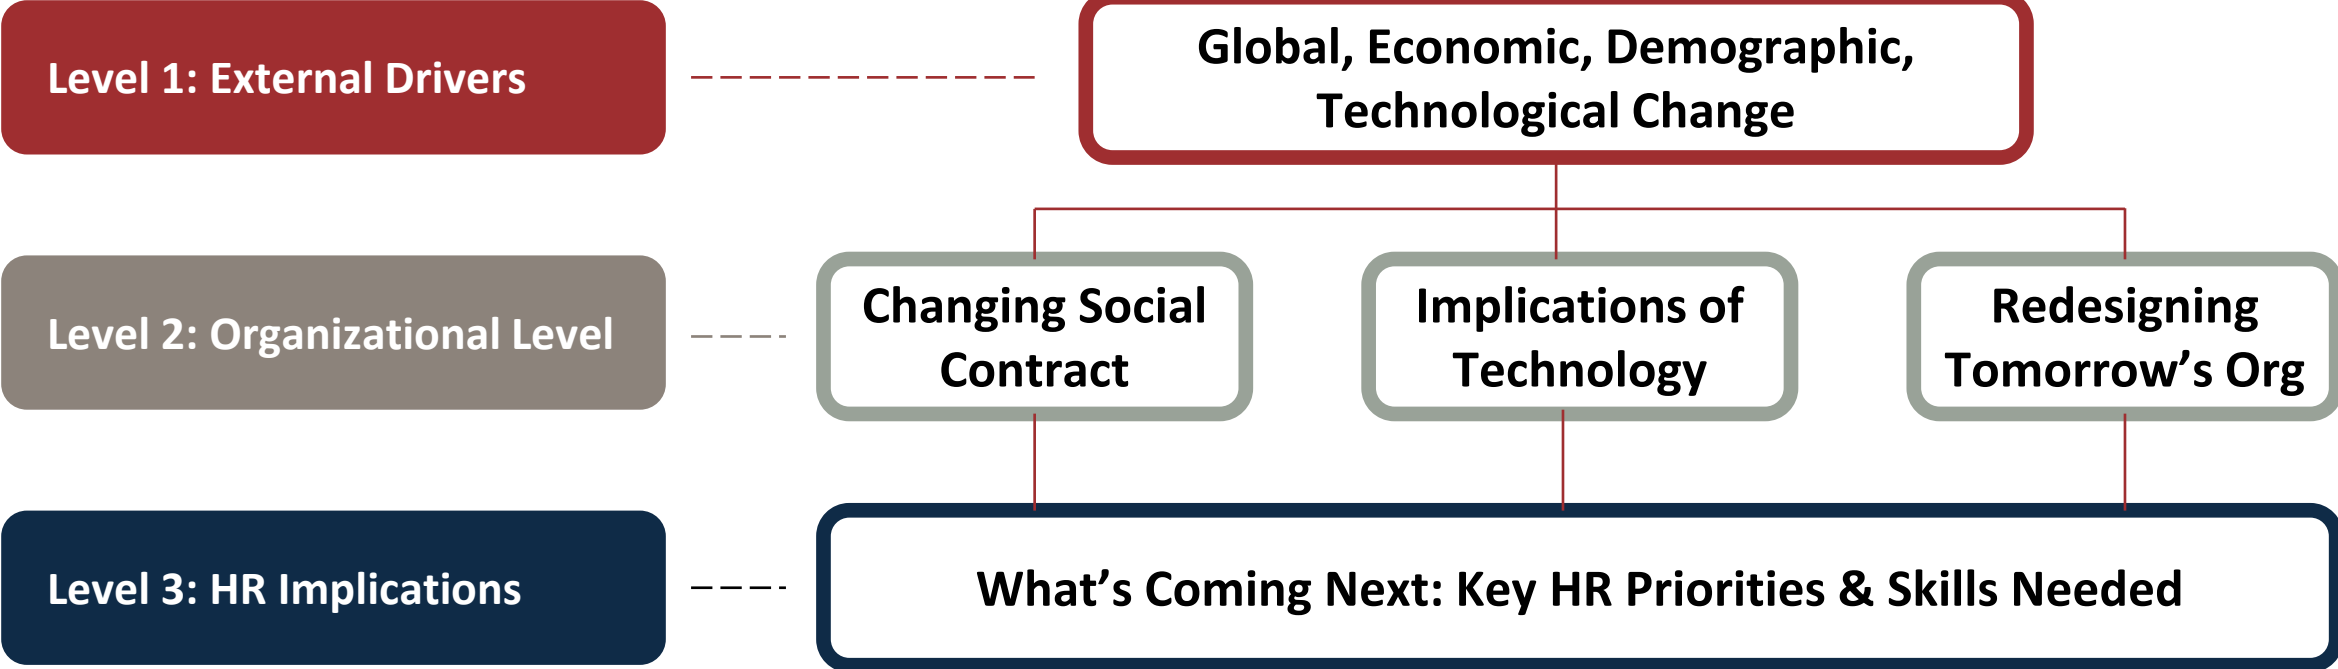 Level 1: External Drivers
Global, Economic, Demographic,
Technological Change
Level 2: Organizational Level
Changing Social
Contract
Implications of
Technology
Redesigning
Tomorrow’s Org
Level 3: HR Implications
What’s Coming Next: Key HR Priorities & Skills Needed